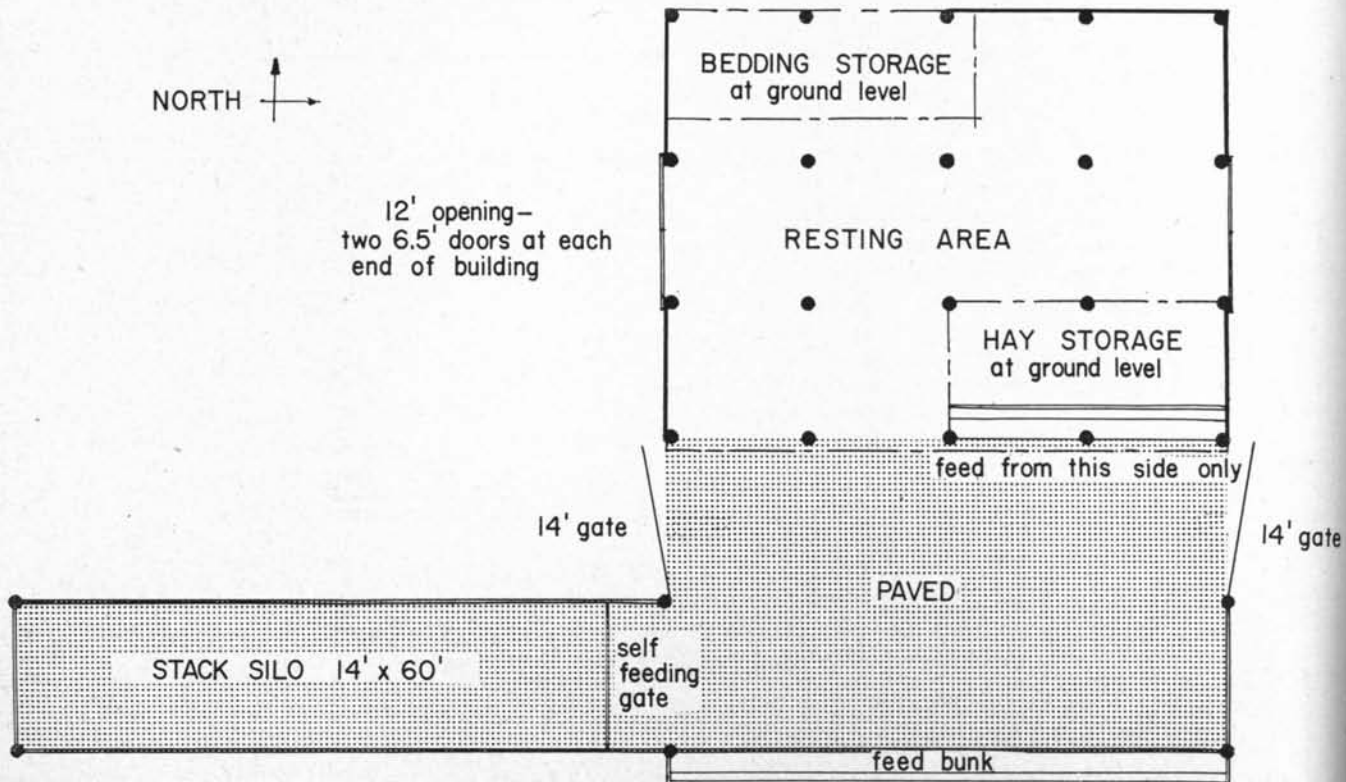 BEDDING STORAGE
at ground level
NORTH
12' opening–
two 6.5' doors at each
end of building
RESTING AREA
HAY STORAGE
at ground level
feed from this side only
14' gate
14' gate
PAVED
STACK SILO 14' x 60'
self
feeding
gate
feed bunk